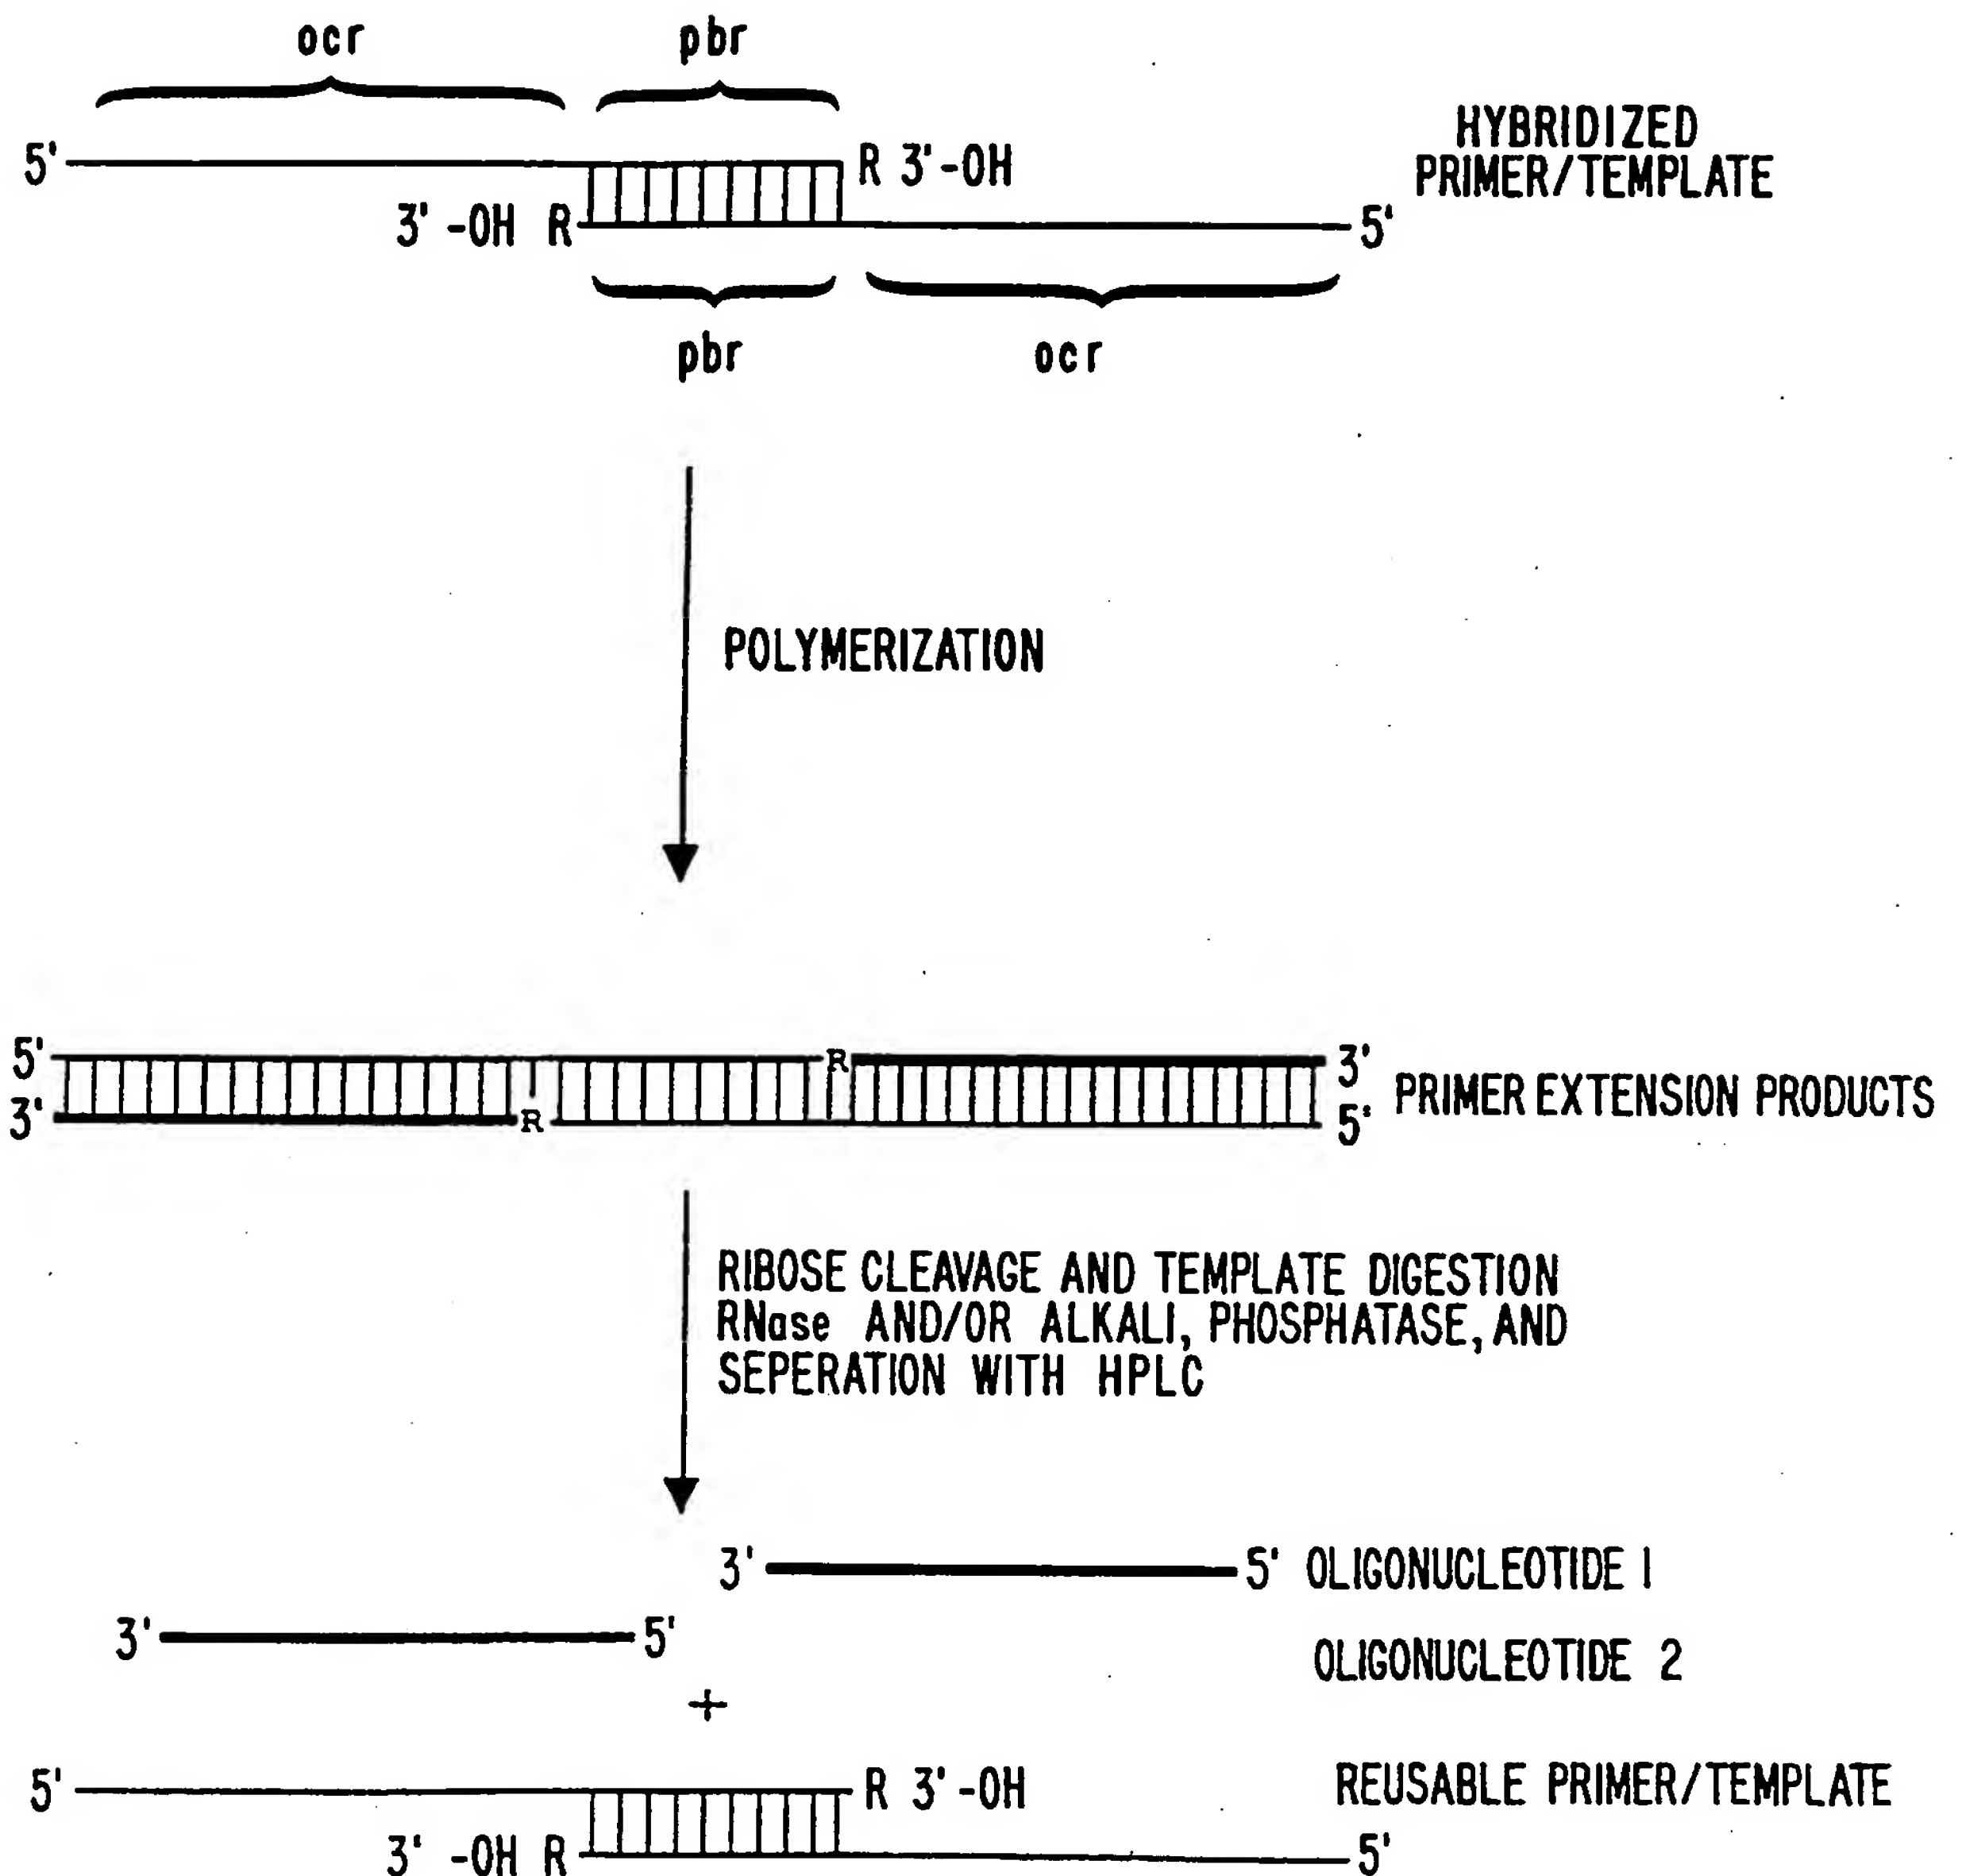 ocr pbr
5' R 3'-OH HYBRIDIZED
PRIMER/TEMPLATE
3' -OH R 5'
pbr ocr
POLYMERIZATION
5' R 3'
3' R 5' PRIMER EXTENSION PRODUCTS
RIBOSE CLEAVAGE AND TEMPLATE DIGESTION
RNase AND/OR ALKALI, PHOSPHATASE, AND
SEPERATION WITH HPLC
3' 5' OLIGONUCLEOTIDE 1
3' 5' OLIGONUCLEOTIDE 2
+
5' R 3'-OH REUSABLE PRIMER/TEMPLATE
3' -OH R 5'